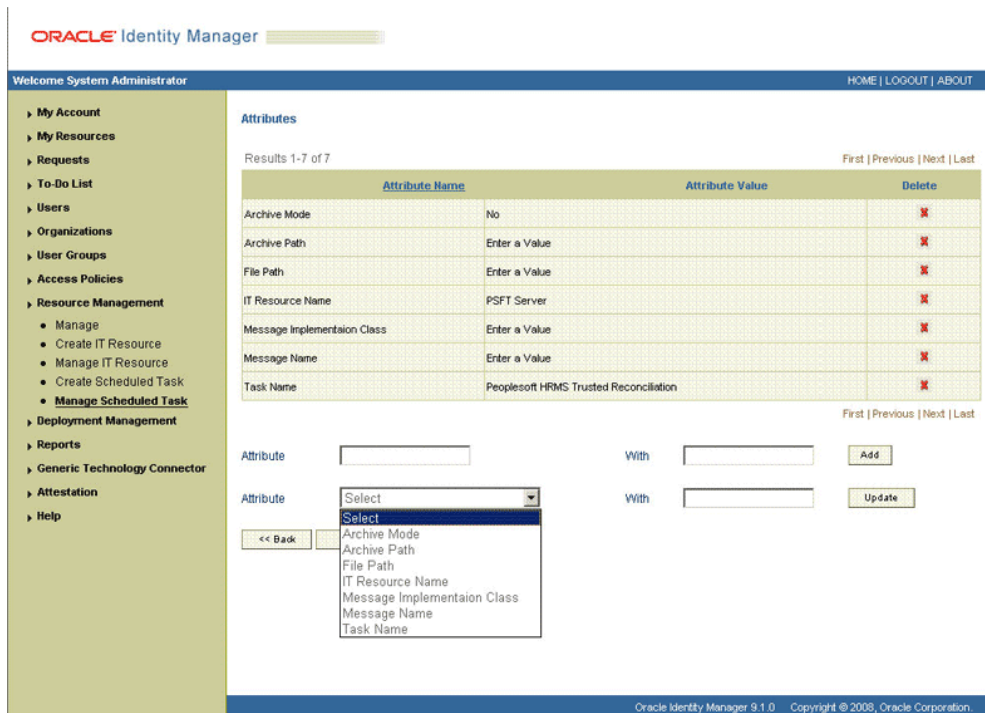 ORACLE Identity Manager
Welcome System Administrator
HOME | LOGOUT | ABOUT
My Account
My Resources
Requests
To-Do List
Users
Organizations
User Groups
Access Policies
Resource Management
Manage
Create IT Resource
Manage IT Resource
Create Scheduled Task
Manage Scheduled Task
Deployment Management
Reports
Generic Technology Connector
Attestation
Help
Attributes
Results 1-7 of 7
First | Previous | Next | Last
Attribute Name Attribute Value Delete
Archive Mode No
Archive Path Enter a Value
File Path Enter a Value
IT Resource Name PSFT Server
Message Implementaion Class Enter a Value
Message Name Enter a Value
Task Name Peoplesoft HRMS Trusted Reconciliation
First | Previous | Next | Last
Attribute With Add
Attribute Select With Update
<< Back
Select
Archive Mode
Archive Path
File Path
IT Resource Name
Message Implementaion Class
Message Name
Task Name
Oracle Identity Manager 9.1.0 Copyright © 2008, Oracle Corporation.